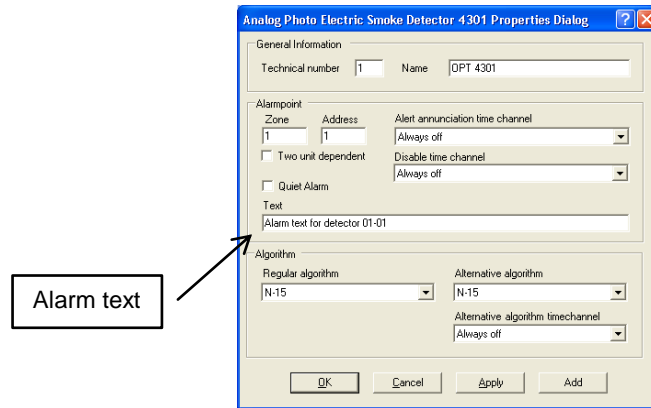 Analog Photo Electric Smoke Detector 4301 Properties Dialog
General Information
Technical number 1 Name OPT 4301
Alarmpoint
Zone Address Alert annunciation time channel
1 1 Always off
Two unit dependent Disable time channel
Always off
Quiet Alarm
Text
Alarm text for detector 01-01
Alarm text
Algorithm
Regular algorithm Alternative algorithm
N-15 N-15
Alternative algorithm timechannel
Always off
OK Cancel Apply Add